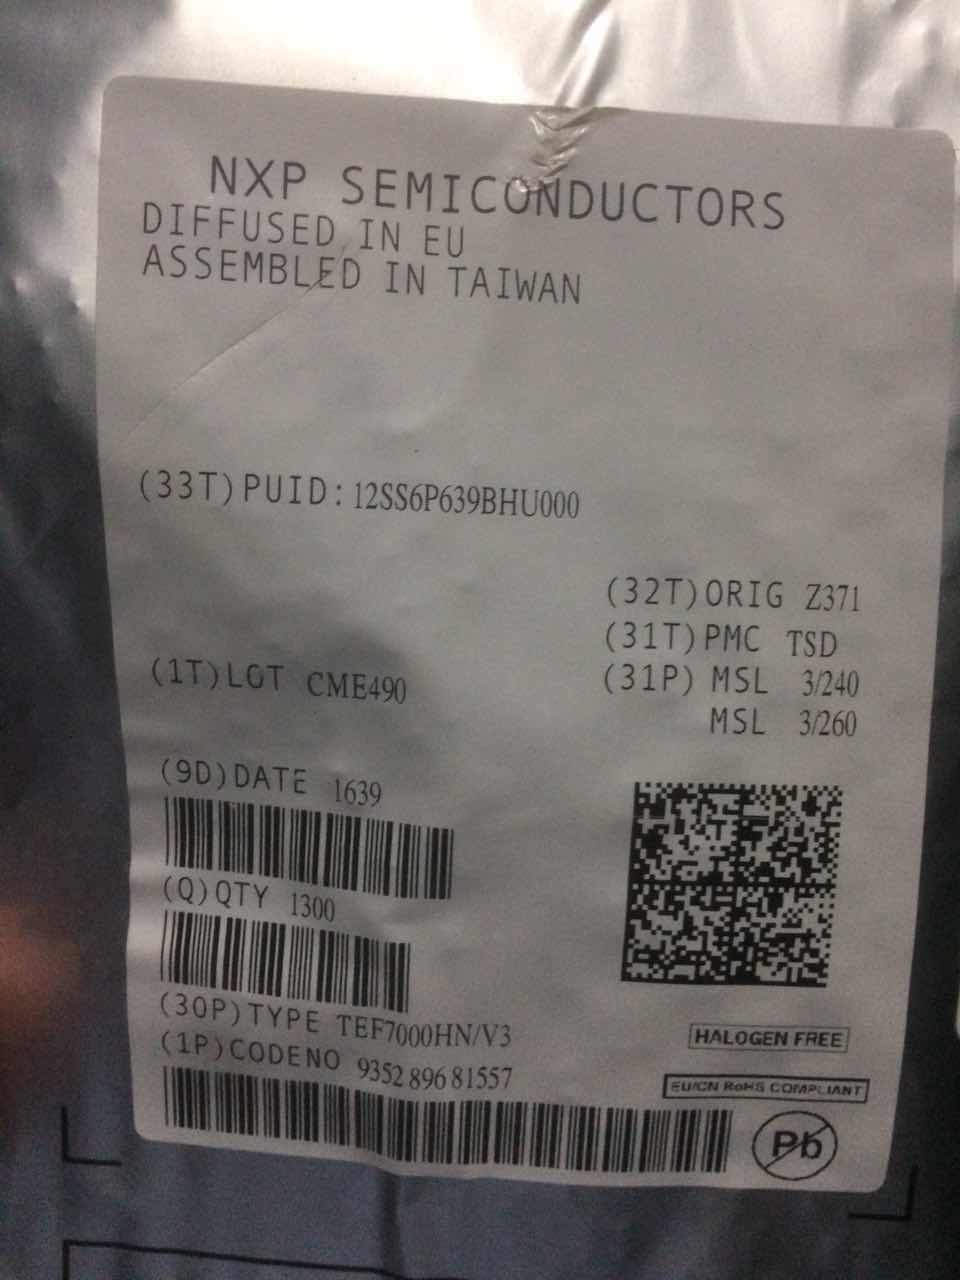 NXP SEMICONDUCTORS
DIFFUSED IN EU
ASSEMBLED IN TAIWAN
(33T)PUID: 12SS6P639BHU000
(32T)ORIG Z371
(31T)PMC TSD
(31P) MSL 3/240
MSL 3/260
(1T)LOT CME490
(9D)DATE 1639
(Q)QTY 1300
(30P)TYPE TEF7000HN/V3
(1P)CODENO 9352 896 81557
HALOGEN FREE
EU/CN RoHS COMPLIANT
Pb